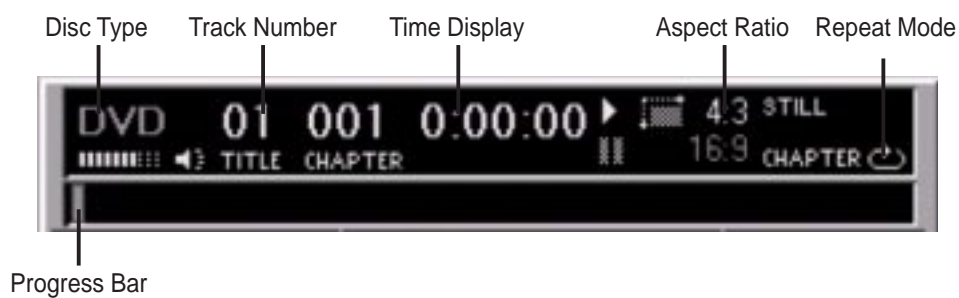 Disc Type Track Number Time Display Aspect Ratio Repeat Mode
DVD 01 001 0:00:00 4:3 STILL
16:9
TITLE CHAPTER CHAPTER
Progress Bar